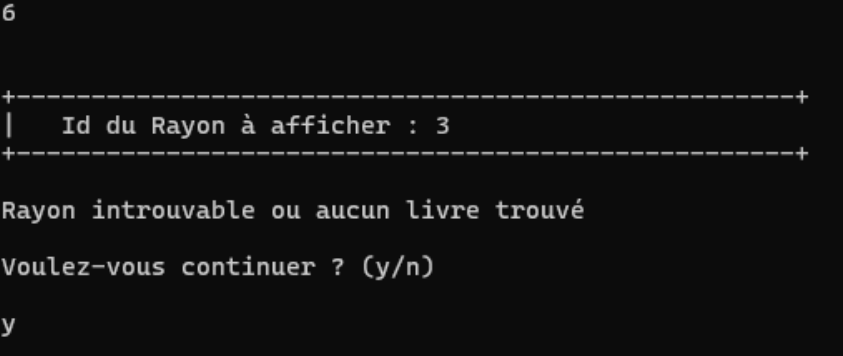 6
+----------------------------------------------------+
|   Id du Rayon à afficher : 3
+----------------------------------------------------+
Rayon introuvable ou aucun livre trouvé
Voulez-vous continuer ? (y/n)
y